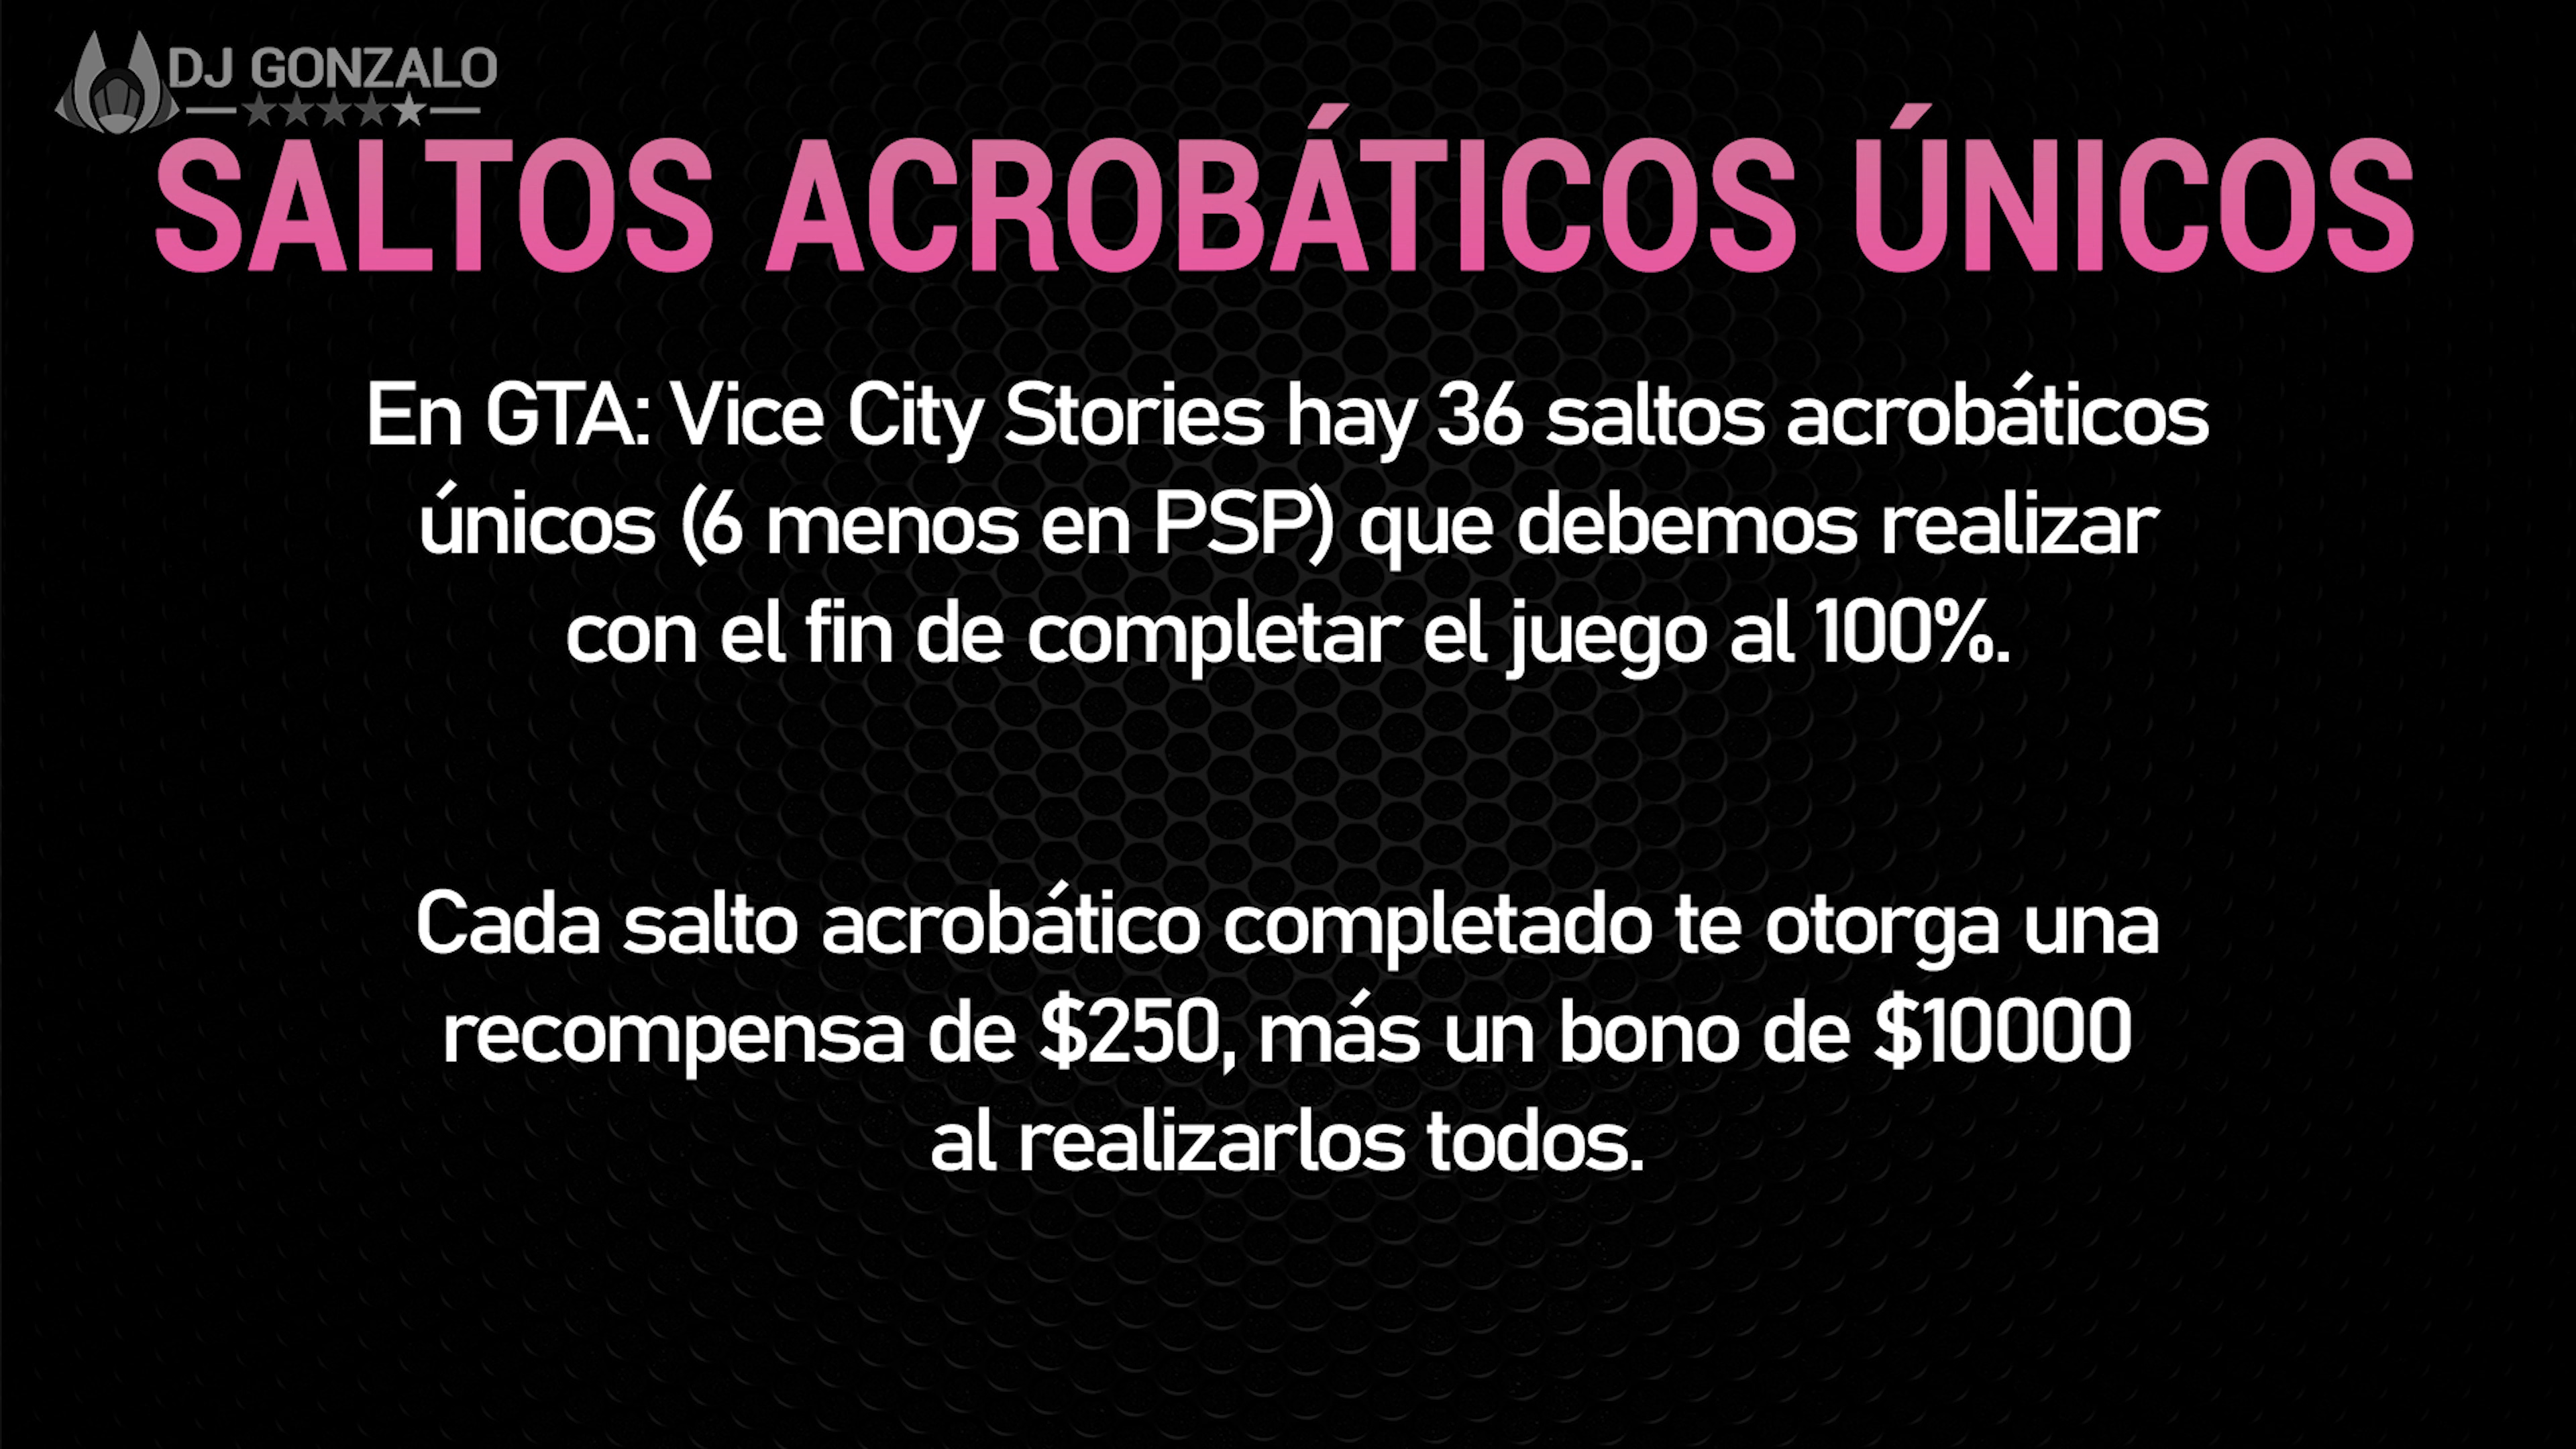 DJ GONZALO
SALTOS ACROBÁTICOS ÚNICOS
En GTA: Vice City Stories hay 36 saltos acrobáticos
únicos (6 menos en PSP) que debemos realizar
con el fin de completar el juego al 100%.
Cada salto acrobático completado te otorga una
recompensa de $250, más un bono de $10000
al realizarlos todos.